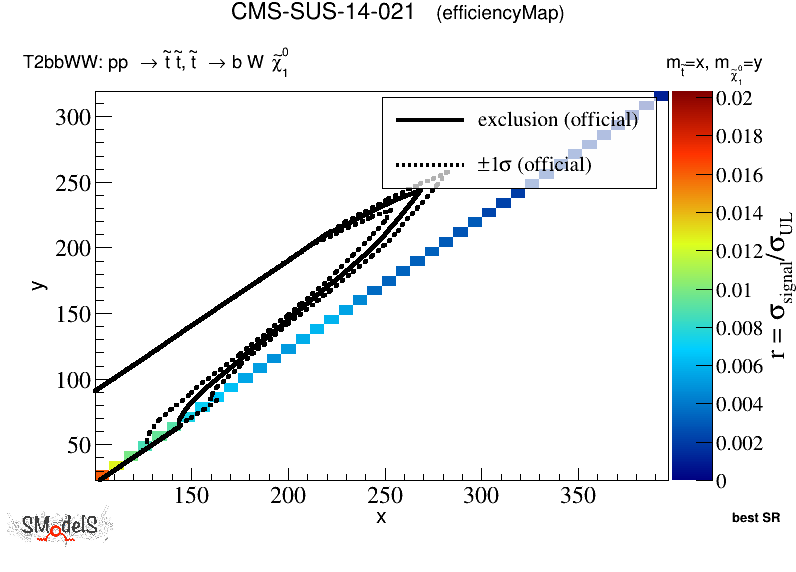 CMS-SUS-14-021 (efficiencyMap)
T2bbWW: pp → t̃ t̃, t̃ → b W χ̃₁⁰
m_t̃=x, m_χ̃₁⁰=y
exclusion (official)
±1σ (official)
300
250
200
150
100
50
y
150
200
250
300
350
x
0.02
0.018
0.016
0.014
0.012
0.01
0.008
0.006
0.004
0.002
0
r = σ_signal/σ_UL
best SR
SModelS